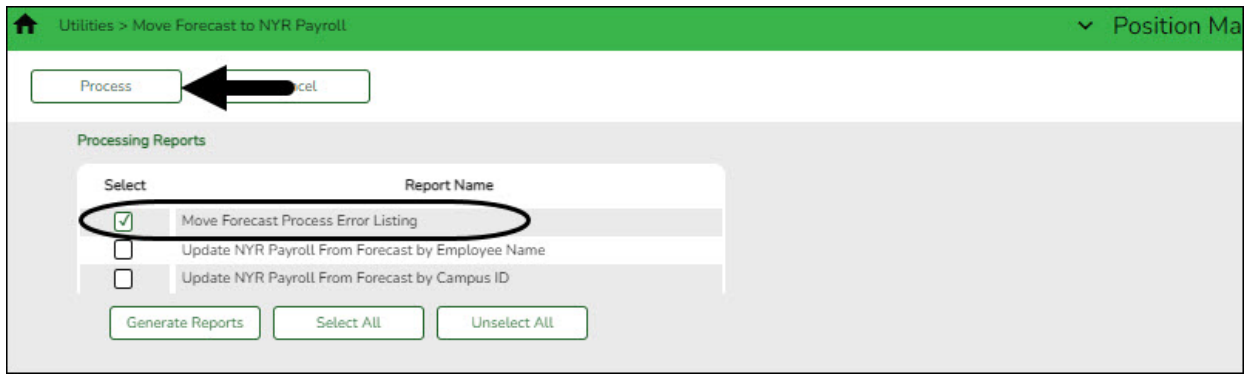 Utilities > Move Forecast to NYR Payroll
Position Ma
Process
cel
Processing Reports
Select Report Name
Move Forecast Process Error Listing
Update NYR Payroll From Forecast by Employee Name
Update NYR Payroll From Forecast by Campus ID
Generate Reports Select All Unselect All